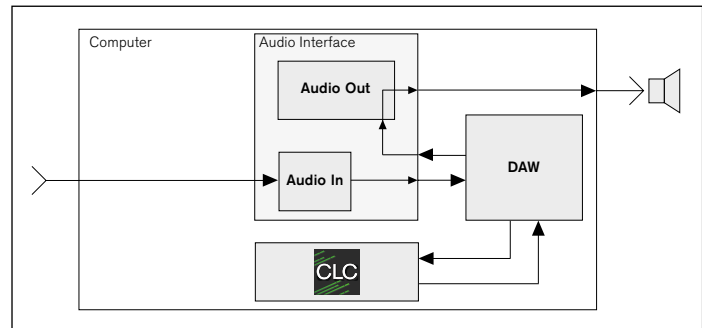 Computer
Audio Interface
Audio Out
Audio In
DAW
CLC